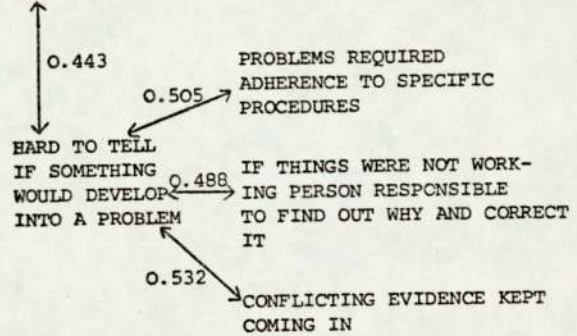 0.443
PROBLEMS REQUIRED
ADHERENCE TO SPECIFIC
PROCEDURES
0.505
HARD TO TELL
IF SOMETHING
WOULD DEVELOP
INTO A PROBLEM
0.488
IF THINGS WERE NOT WORK-
ING PERSON RESPONSIBLE
TO FIND OUT WHY AND CORRECT
IT
0.532
CONFLICTING EVIDENCE KEPT
COMING IN